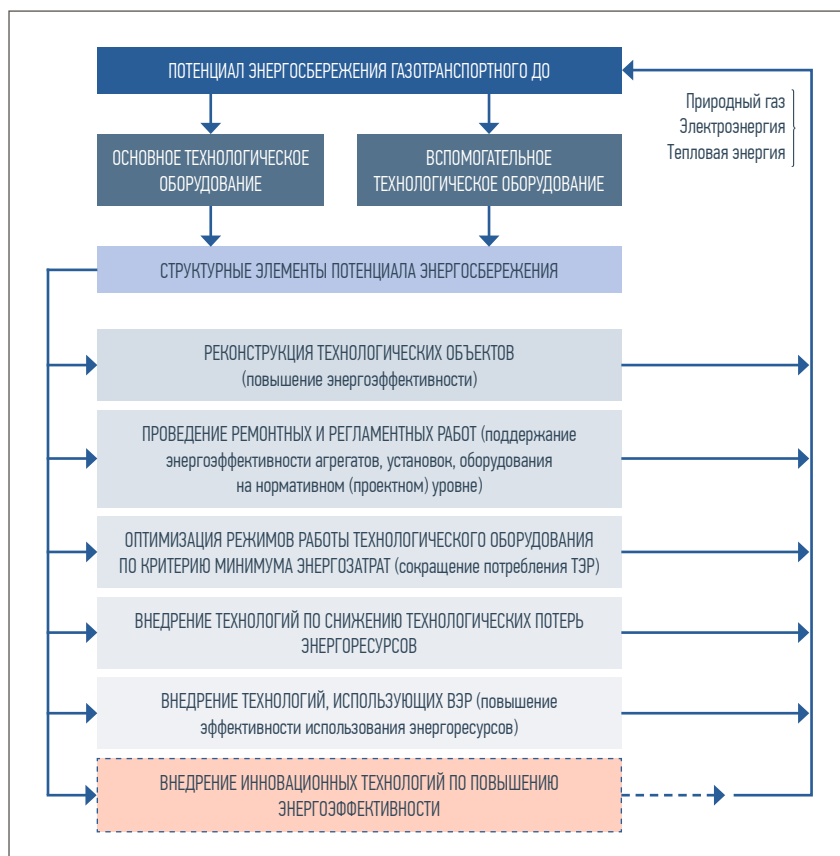 ПОТЕНЦИАЛ ЭНЕРГОСБЕРЕЖЕНИЯ ГАЗОТРАНСПОРТНОГО ДО
Природный газ
Электроэнергия
Тепловая энергия
ОСНОВНОЕ ТЕХНОЛОГИЧЕСКОЕ
ОБОРУДОВАНИЕ
ВСПОМОГАТЕЛЬНОЕ
ТЕХНОЛОГИЧЕСКОЕ ОБОРУДОВАНИЕ
СТРУКТУРНЫЕ ЭЛЕМЕНТЫ ПОТЕНЦИАЛА ЭНЕРГОСБЕРЕЖЕНИЯ
РЕКОНСТРУКЦИЯ ТЕХНОЛОГИЧЕСКИХ ОБЪЕКТОВ
(повышение энергоэффективности)
ПРОВЕДЕНИЕ РЕМОНТНЫХ И РЕГЛАМЕНТНЫХ РАБОТ (поддержание
энергоэффективности агрегатов, установок, оборудования
на нормативном (проектном) уровне)
ОПТИМИЗАЦИЯ РЕЖИМОВ РАБОТЫ ТЕХНОЛОГИЧЕСКОГО ОБОРУДОВАНИЯ
ПО КРИТЕРИЮ МИНИМУМА ЭНЕРГОЗАТРАТ (сокращение потребления ТЭР)
ВНЕДРЕНИЕ ТЕХНОЛОГИЙ ПО СНИЖЕНИЮ ТЕХНОЛОГИЧЕСКИХ ПОТЕРЬ
ЭНЕРГОРЕСУРСОВ
ВНЕДРЕНИЕ ТЕХНОЛОГИЙ, ИСПОЛЬЗУЮЩИХ ВЭР (повышение
эффективности использования энергоресурсов)
ВНЕДРЕНИЕ ИННОВАЦИОННЫХ ТЕХНОЛОГИЙ ПО ПОВЫШЕНИЮ
ЭНЕРГОЭФФЕКТИВНОСТИ